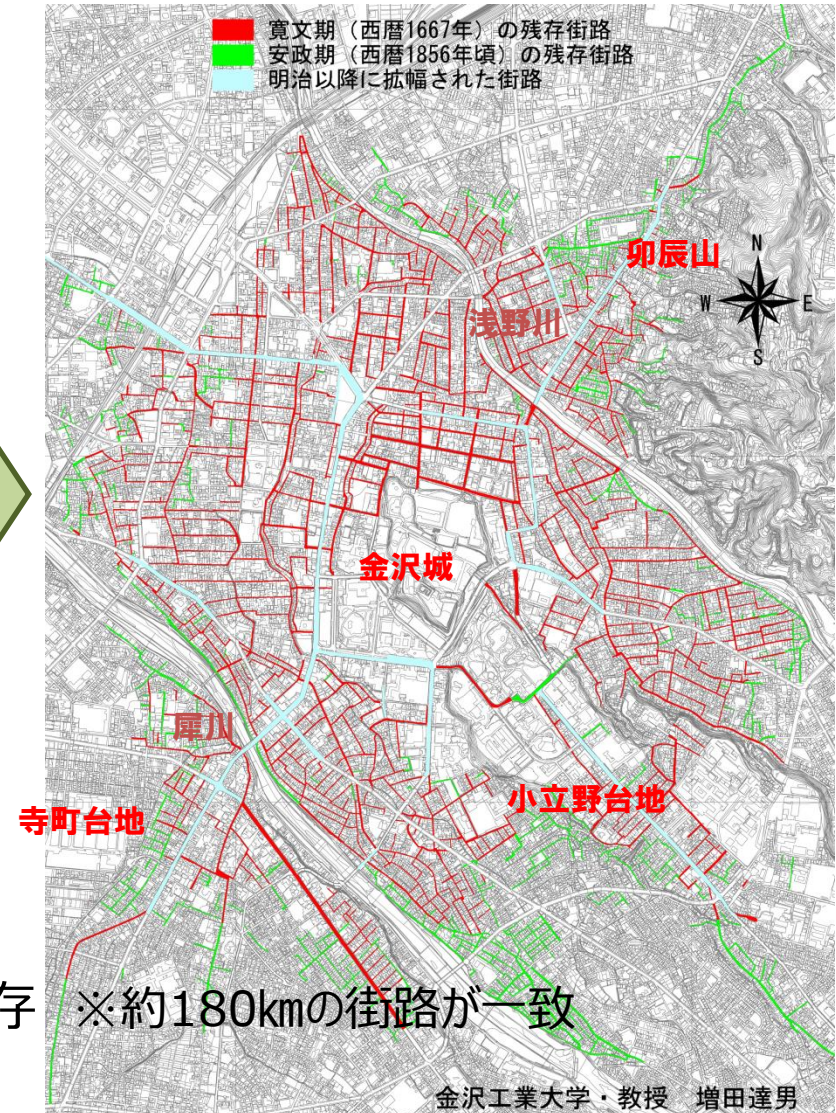 寛文期（西暦1667年）の残存街路
安政期（西暦1856年頃）の残存街路
明治以降に拡幅された街路
卯辰山
N
W
E
S
浅野川
金沢城
犀川
小立野台地
寺町台地
存
※約180kmの街路が一致
金沢工業大学・教授　増田達男